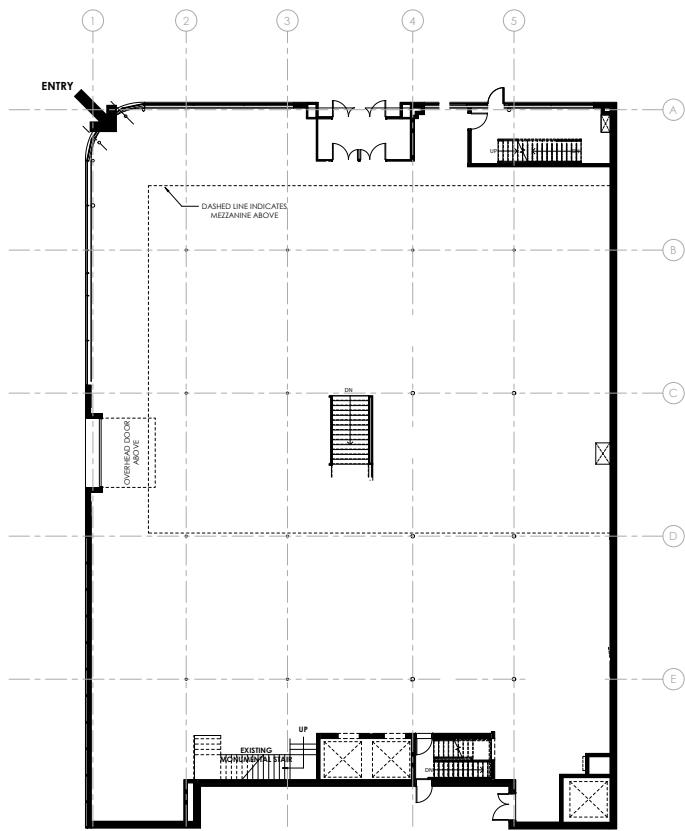 1
2
3
4
5
ENTRY
A
UP
DN
DASHED LINE INDICATES
MEZZANINE ABOVE
B
C
DN
OVERHEAD DOOR
ABOVE
D
E
UP
EXISTING
MONUMENTAL STAIR
DN